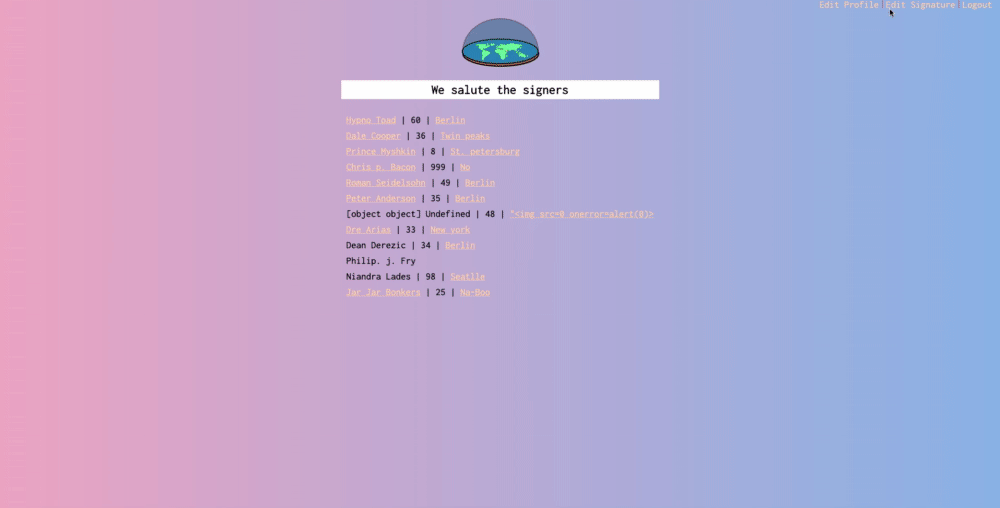 Edit Profile | Edit Signature | Logout
We salute the signers
Hypno Toad | 60 | Berlin
Dale Cooper | 36 | Twin peaks
Prince Myshkin | 8 | St. petersburg
Chris p. Bacon | 999 | No
Roman Seidelsohn | 49 | Berlin
Peter Anderson | 35 | Berlin
[object object] Undefined | 48 | "<img src=0 onerror=alert(0)>
Dre Arias | 33 | New york
Dean Derezic | 34 | Berlin
Philip. j. Fry
Niandra Lades | 98 | Seatlle
Jar Jar Bonkers | 25 | Na-Boo